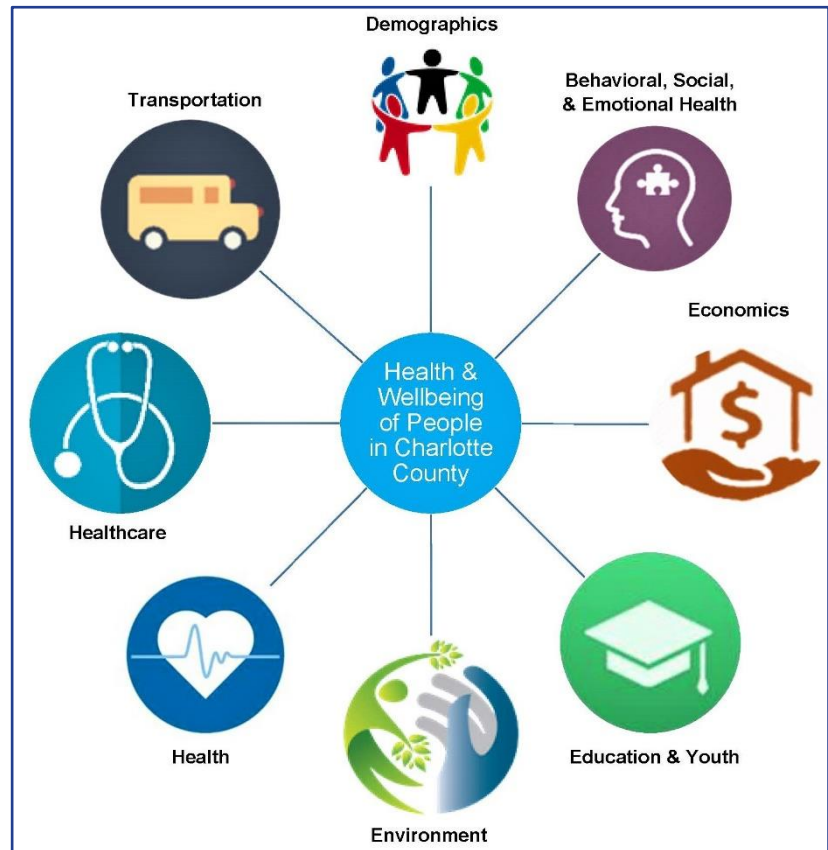 Demographics
Transportation
Behavioral, Social,
& Emotional Health
Economics
$
Health &
Wellbeing
of People
in Charlotte
County
Healthcare
Health
Education & Youth
Environment